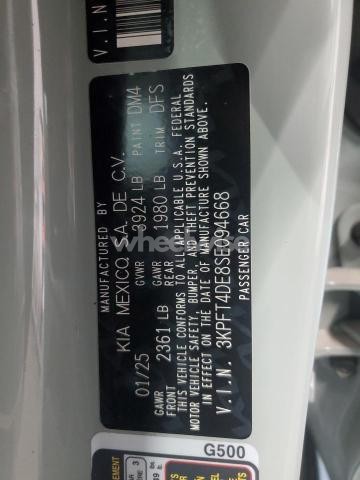 V.I.N
MANUFACTURED BY
KIA MEXICO, S.A. DE C.V.
01/25 GVWR 3924 LB PAINT DM4
GAWR FRONT 2361 LB GAWR REAR 1980 LB TRIM DFS
THIS VEHICLE CONFORMS TO ALL APPLICABLE U.S.A. FEDERAL
MOTOR VEHICLE SAFETY, BUMPER, AND THEFT PREVENTION STANDARDS
IN EFFECT ON THE DATE OF MANUFACTURE SHOWN ABOVE.
V.I.N. 3KPFT4DE8SE094668
PASSENGER CAR
G500